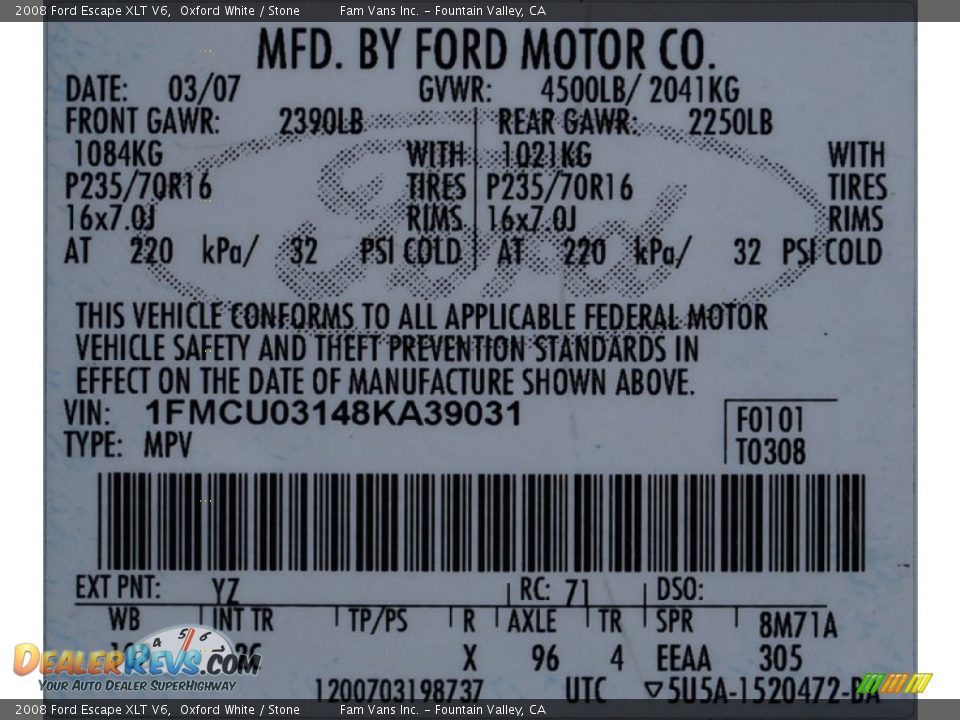 2008 Ford Escape XLT V6, Oxford White / Stone Fam Vans Inc. - Fountain Valley, CA
MFD. BY FORD MOTOR CO.
DATE: 03/07 GVWR: 4500LB/ 2041KG
FRONT GAWR: 2390LB REAR GAWR: 2250LB
1084KG WITH 1021KG WITH
P235/70R16 TIRES P235/70R16 TIRES
16x7.0J RIMS 16x7.0J RIMS
AT 220 kPa/ 32 PSI COLD AT 220 kPa/ 32 PSI COLD
Ford
THIS VEHICLE CONFORMS TO ALL APPLICABLE FEDERAL MOTOR
VEHICLE SAFETY AND THEFT PREVENTION STANDARDS IN
EFFECT ON THE DATE OF MANUFACTURE SHOWN ABOVE.
VIN: 1FMCU03148KA39031
F0101
TYPE: MPV
T0308
EXT PNT: YZ RC: 71 DSO:
WB INT TR TP/PS R AXLE TR SPR 8M71A
X 96 4 EEAA 305
4 5 6
DEALERREVS.COM
YOUR AUTO DEALER SUPERHIGHWAY
1200703198737 UTC ▽5U5A-1520472-BA
2008 Ford Escape XLT V6, Oxford White / Stone Fam Vans Inc. - Fountain Valley, CA